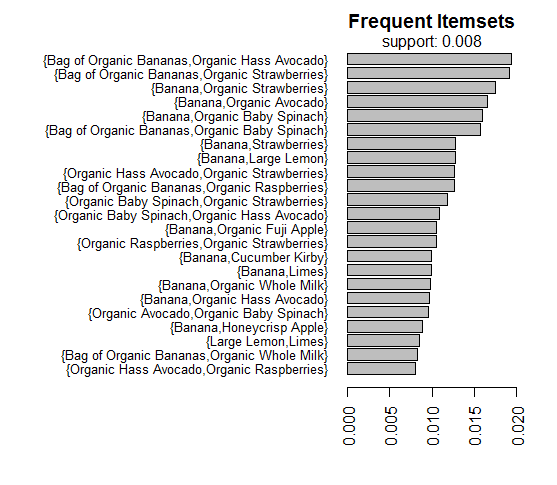 Frequent Itemsets
support: 0.008
{Bag of Organic Bananas,Organic Hass Avocado}
{Bag of Organic Bananas,Organic Strawberries}
{Banana,Organic Strawberries}
{Banana,Organic Avocado}
{Banana,Organic Baby Spinach}
{Bag of Organic Bananas,Organic Baby Spinach}
{Banana,Strawberries}
{Banana,Large Lemon}
{Organic Hass Avocado,Organic Strawberries}
{Bag of Organic Bananas,Organic Raspberries}
{Organic Baby Spinach,Organic Strawberries}
{Organic Baby Spinach,Organic Hass Avocado}
{Banana,Organic Fuji Apple}
{Organic Raspberries,Organic Strawberries}
{Banana,Cucumber Kirby}
{Banana,Limes}
{Banana,Organic Whole Milk}
{Banana,Organic Hass Avocado}
{Organic Avocado,Organic Baby Spinach}
{Banana,Honeycrisp Apple}
{Large Lemon,Limes}
{Bag of Organic Bananas,Organic Whole Milk}
{Organic Hass Avocado,Organic Raspberries}
0.000
0.005
0.010
0.015
0.020